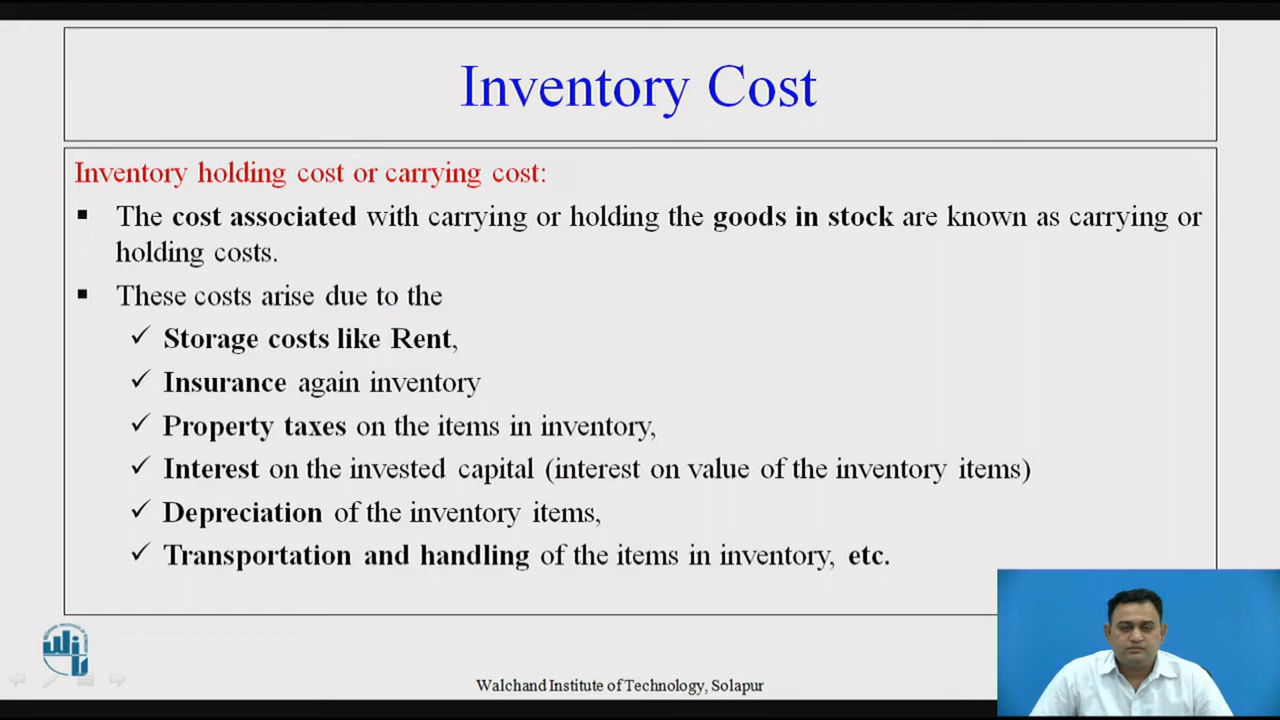 Inventory Cost
Inventory holding cost or carrying cost:
▪ The cost associated with carrying or holding the goods in stock are known as carrying or
holding costs.
▪ These costs arise due to the
✓ Storage costs like Rent,
✓ Insurance again inventory
✓ Property taxes on the items in inventory,
✓ Interest on the invested capital (interest on value of the inventory items)
✓ Depreciation of the inventory items,
✓ Transportation and handling of the items in inventory, etc.
Walchand Institute of Technology, Solapur